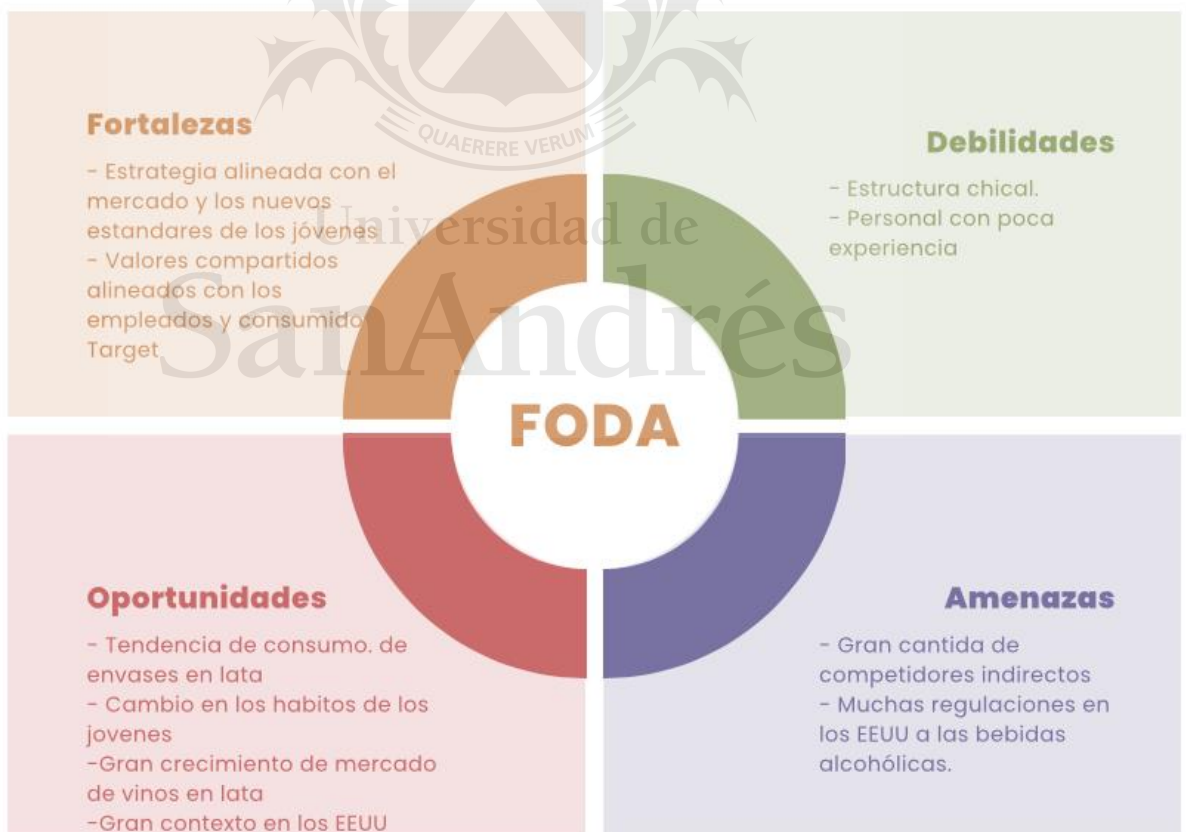 Fortalezas
- Estrategia alineada con el
mercado y los nuevos
estandares de los jóvenes
- Valores compartidos
alineados con los
empleados y consumido
Target
Debilidades
- Estructura chical.
- Personal con poca
experiencia
QUAERERE VERUM
Universidad de
SanAndrés
FODA
Oportunidades
- Tendencia de consumo. de
envases en lata
- Cambio en los habitos de los
jovenes
-Gran crecimiento de mercado
de vinos en lata
-Gran contexto en los EEUU
Amenazas
- Gran cantida de
competidores indirectos
- Muchas regulaciones en
los EEUU a las bebidas
alcohólicas.